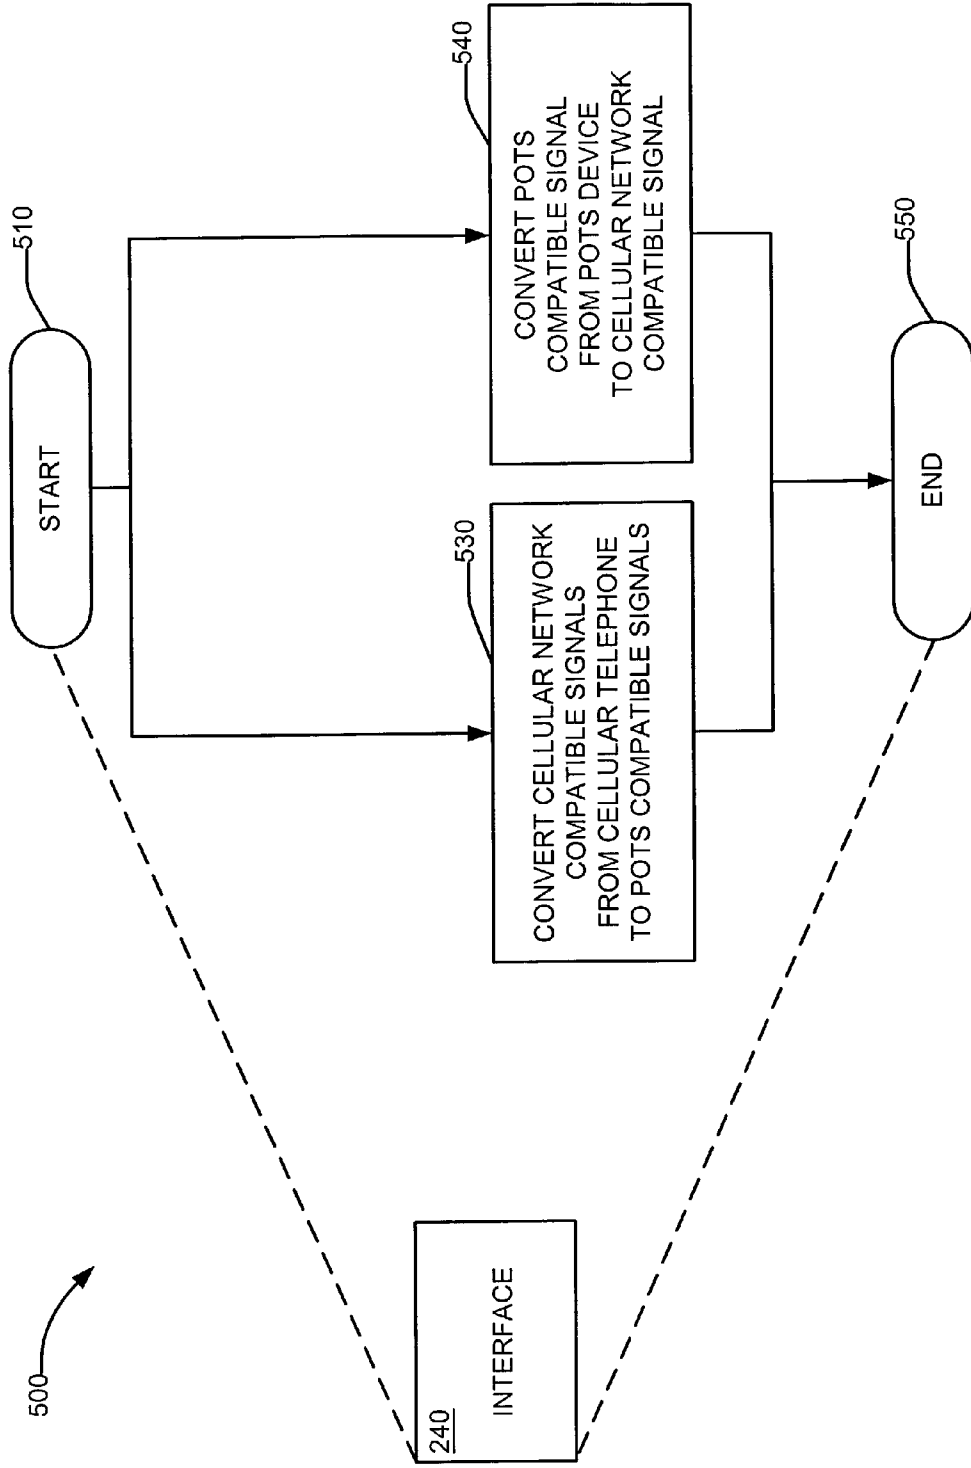 500
240
INTERFACE
510
START
530
CONVERT CELLULAR NETWORK
COMPATIBLE SIGNALS
FROM CELLULAR TELEPHONE
TO POTS COMPATIBLE SIGNALS
540
CONVERT POTS
COMPATIBLE SIGNAL
FROM POTS DEVICE
TO CELLULAR NETWORK
COMPATIBLE SIGNAL
550
END